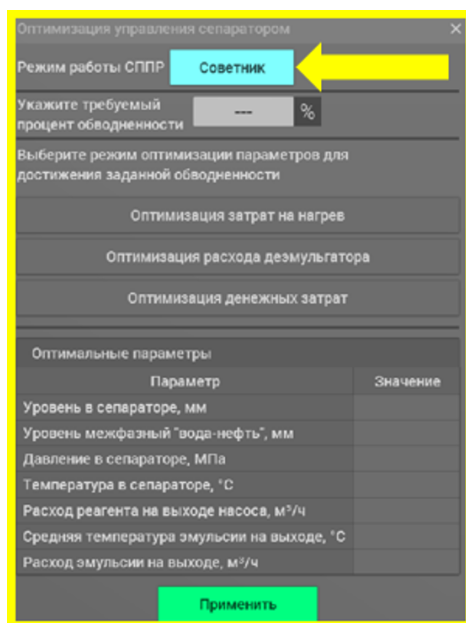 Оптимизация управления сепаратором ×
Режим работы СППР Советник
Укажите требуемый
процент обводненности --- %
Выберите режим оптимизации параметров для
достижения заданной обводненности
Оптимизация затрат на нагрев
Оптимизация расхода деэмульгатора
Оптимизация денежных затрат
Оптимальные параметры
Параметр Значение
Уровень в сепараторе, мм
Уровень межфазный "вода-нефть", мм
Давление в сепараторе, МПа
Температура в сепараторе, °C
Расход реагента на выходе насоса, м³/ч
Средняя температура эмульсии на выходе, °C
Расход эмульсии на выходе, м³/ч
Применить